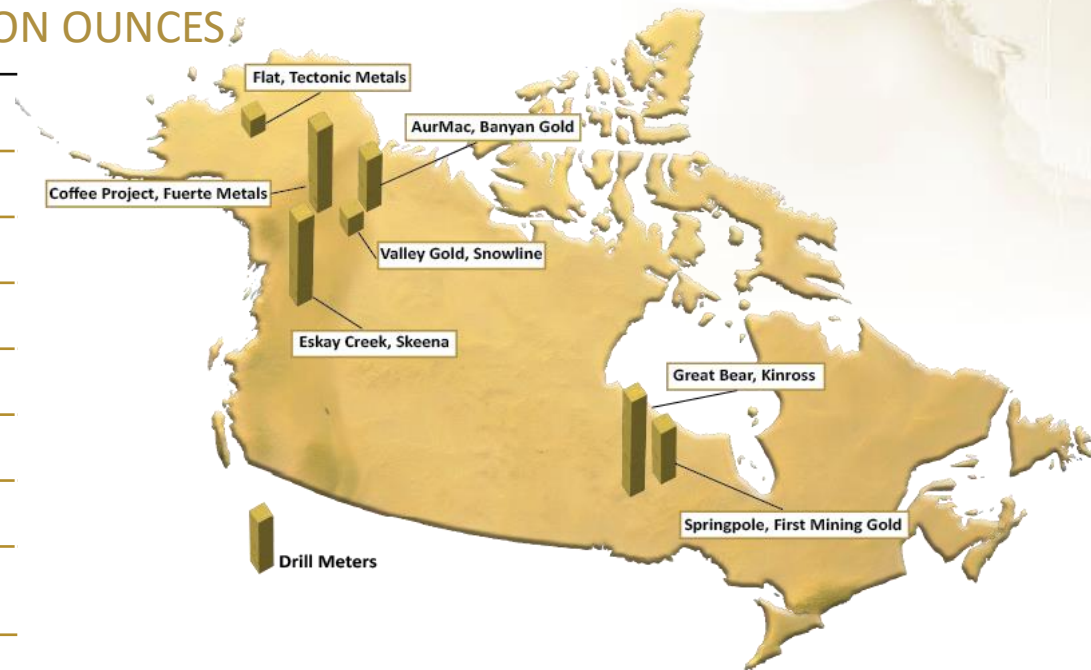 ON OUNCES
Flat, Tectonic Metals
AurMac, Banyan Gold
Coffee Project, Fuerte Metals
Valley Gold, Snowline
Eskay Creek, Skeena
Great Bear, Kinross
Springpole, First Mining Gold
Drill Meters